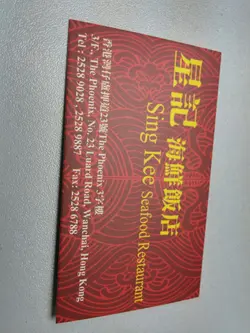 星記海鮮飯店
Sing Kee Seafood Restaurant
香港灣仔盧押道23號The Phoenix 3字樓
3/F., The Phoenix, No. 23 Luard Road, Wanchai, Hong Kong
Tel : 2528 9028 , 2528 9887 Fax: 2528 6788